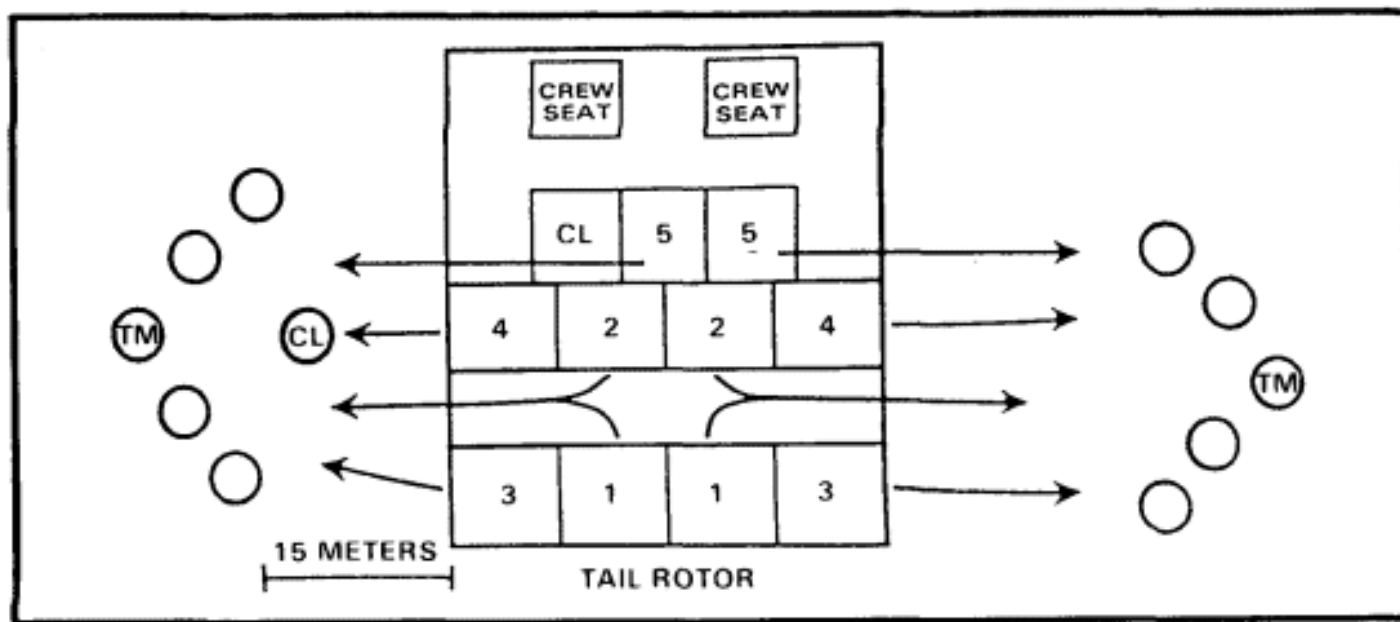 CREW SEAT
CREW SEAT
CL 5 5
TM CL 4 2 2 4
TM
3 1 1 3
15 METERS
TAIL ROTOR